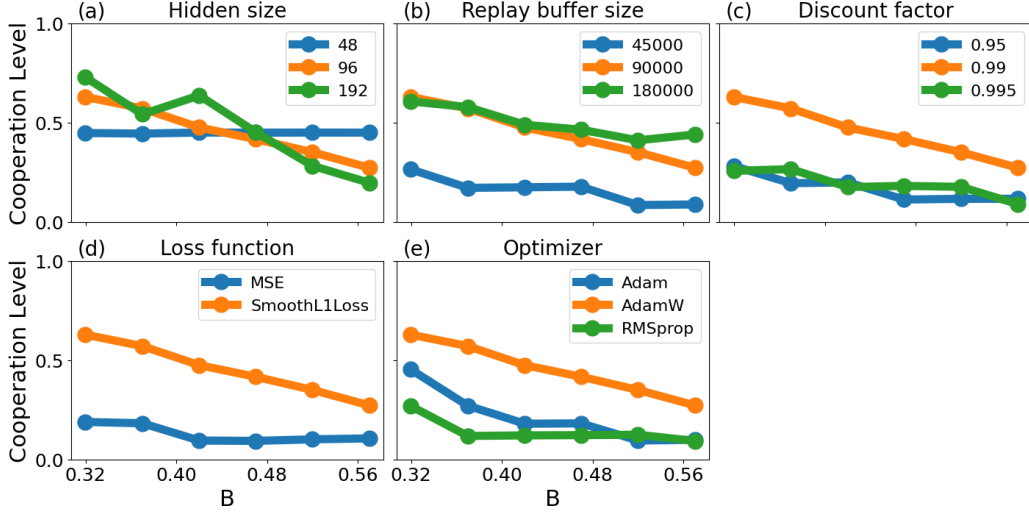 (a) Hidden size
(b) Replay buffer size
(c) Discount factor
Cooperation Level
1.0
0.5
0.0
48
96
192
45000
90000
180000
0.95
0.99
0.995
(d) Loss function
(e) Optimizer
Cooperation Level
1.0
0.5
0.0
MSE
SmoothL1Loss
Adam
AdamW
RMSprop
0.32 0.40 0.48 0.56
0.32 0.40 0.48 0.56
B
B